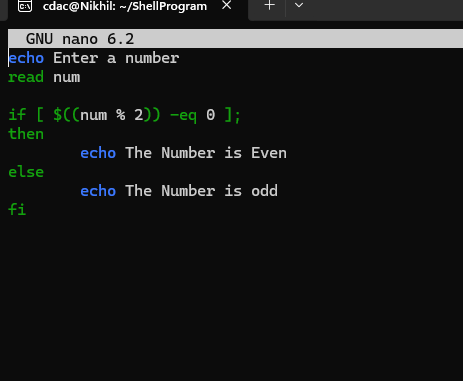 cdac@Nikhil: ~/ShellProgram
GNU nano 6.2
echo Enter a number
read num
if [ $((num % 2)) -eq 0 ];
then
echo The Number is Even
else
echo The Number is odd
fi